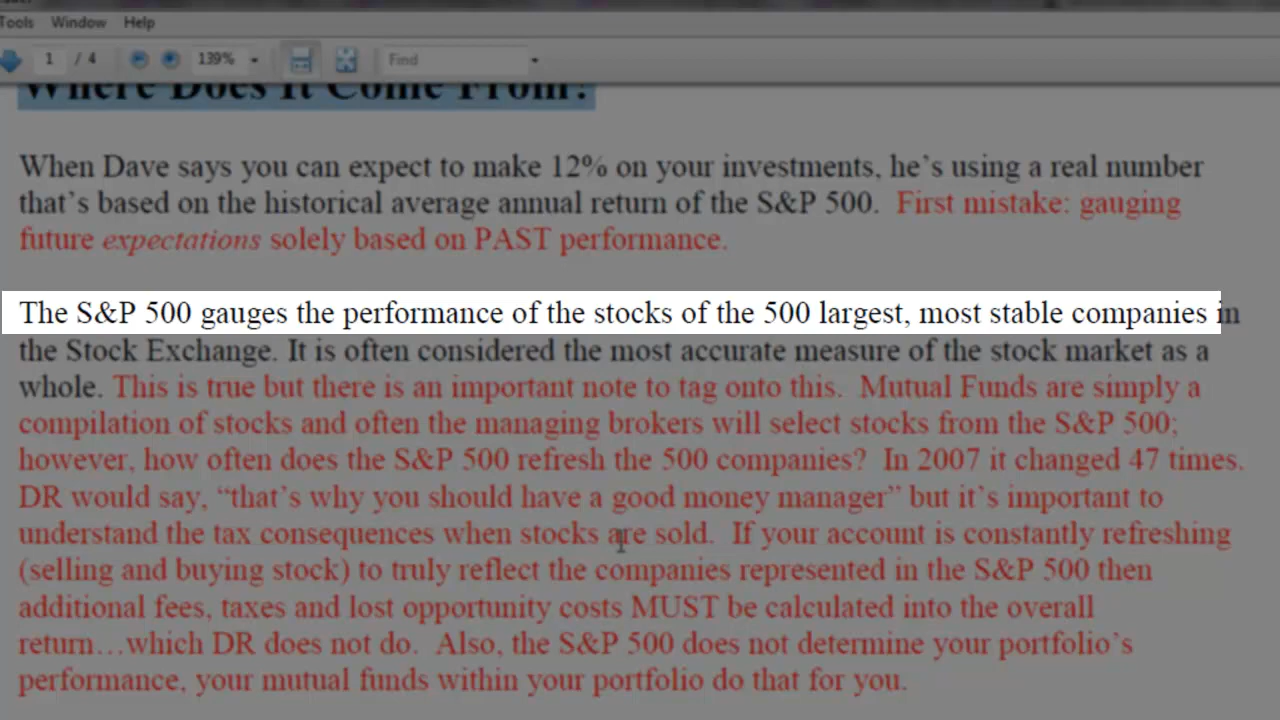 Tools Window Help
1 / 4 139% Find
Where Does It Come From?
When Dave says you can expect to make 12% on your investments, he’s using a real number
that’s based on the historical average annual return of the S&P 500. First mistake: gauging
future expectations solely based on PAST performance.
The S&P 500 gauges the performance of the stocks of the 500 largest, most stable companies in
the Stock Exchange. It is often considered the most accurate measure of the stock market as a
whole. This is true but there is an important note to tag onto this. Mutual Funds are simply a
compilation of stocks and often the managing brokers will select stocks from the S&P 500;
however, how often does the S&P 500 refresh the 500 companies? In 2007 it changed 47 times.
DR would say, “that’s why you should have a good money manager” but it’s important to
understand the tax consequences when stocks are sold. If your account is constantly refreshing
(selling and buying stock) to truly reflect the companies represented in the S&P 500 then
additional fees, taxes and lost opportunity costs MUST be calculated into the overall
return…which DR does not do. Also, the S&P 500 does not determine your portfolio’s
performance, your mutual funds within your portfolio do that for you.